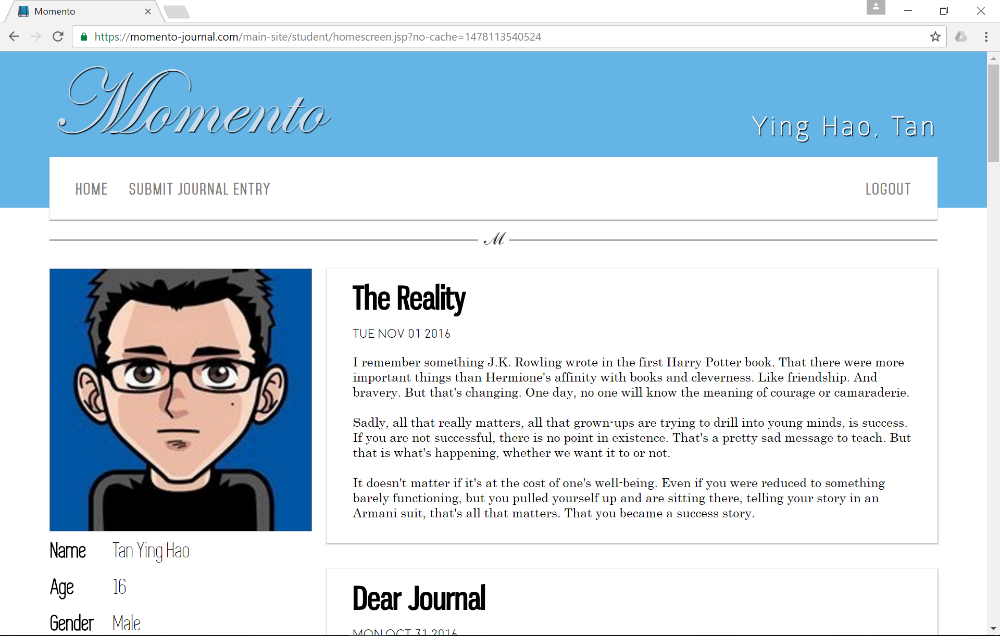 Momento
https://momento-journal.com/main-site/student/homescreen.jsp?no-cache=1478113540524
Momento
Ying Hao, Tan
HOME SUBMIT JOURNAL ENTRY LOGOUT
M
The Reality
TUE NOV 01 2016
I remember something J.K. Rowling wrote in the first Harry Potter book. That there were more
important things than Hermione's affinity with books and cleverness. Like friendship. And
bravery. But that's changing. One day, no one will know the meaning of courage or camaraderie.
Sadly, all that really matters, all that grown-ups are trying to drill into young minds, is success.
If you are not successful, there is no point in existence. That's a pretty sad message to teach. But
that is what's happening, whether we want it to or not.
It doesn't matter if it's at the cost of one's well-being. Even if you were reduced to something
barely functioning, but you pulled yourself up and are sitting there, telling your story in an
Armani suit, that's all that matters. That you became a success story.
Name Tan Ying Hao
Age 16
Gender Male
Dear Journal
MON OCT 31 2016